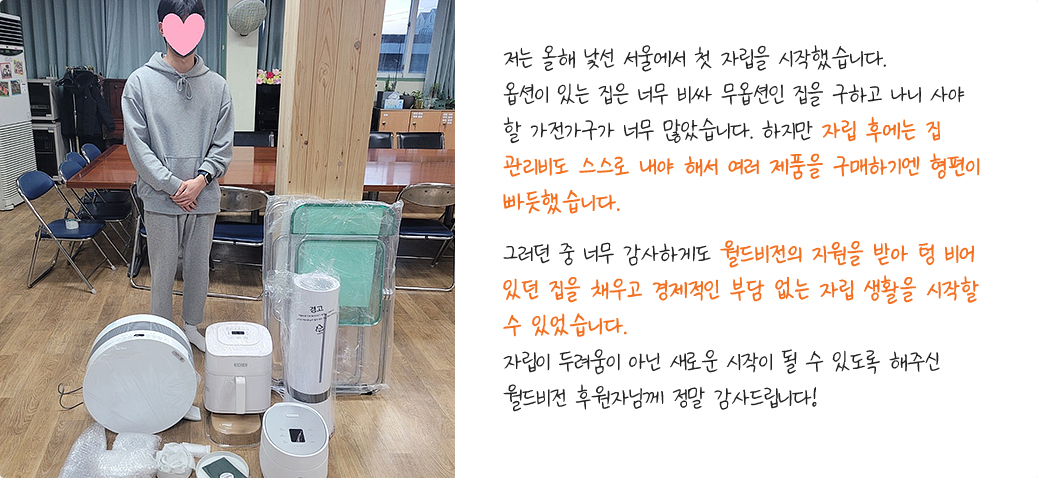 저는 올해 낯선 서울에서 첫 자립을 시작했습니다.
옵션이 있는 집은 너무 비싸 무옵션인 집을 구하고 나니 사야
할 가전가구가 너무 많았습니다. 하지만 자립 후에는 집
관리비도 스스로 내야 해서 여러 제품을 구매하기엔 형편이
빠듯했습니다.
그러던 중 너무 감사하게도 월드비전의 지원을 받아 텅 비어
있던 집을 채우고 경제적인 부담 없는 자립 생활을 시작할
수 있었습니다.
자립이 두려움이 아닌 새로운 시작이 될 수 있도록 해주신
월드비전 후원자님께 정말 감사드립니다!
경고